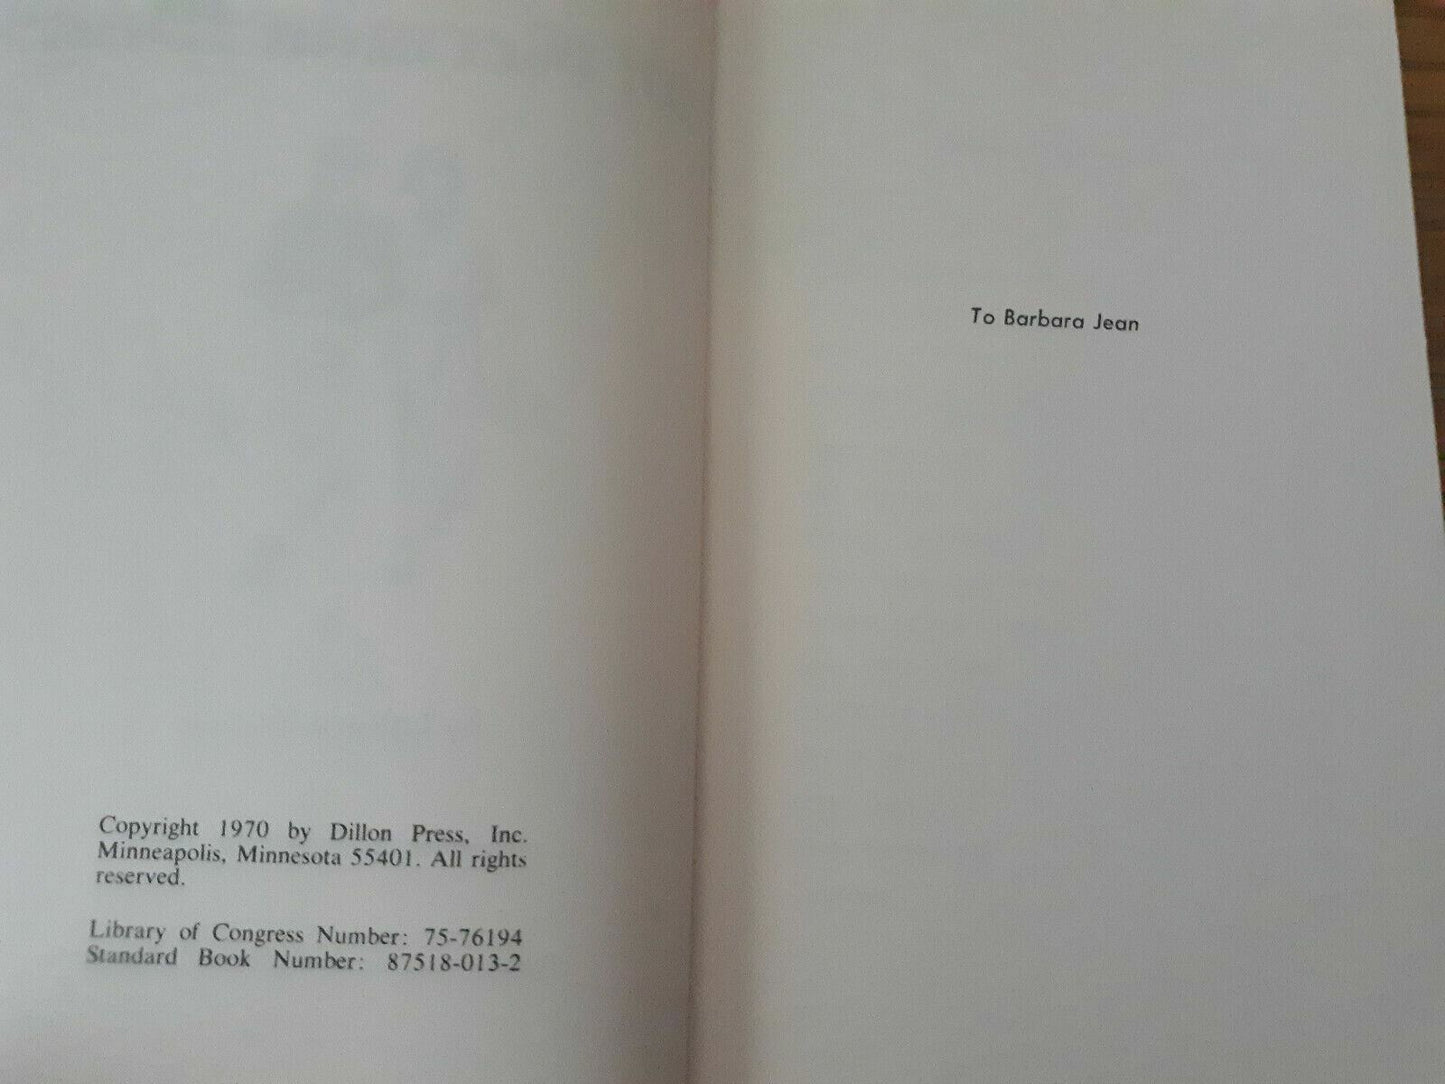 Copyright 1970 by Dillon Press, Inc.
Minneapolis, Minnesota 55401. All rights
reserved.
Library of Congress Number: 75-76194
Standard Book Number: 87518-013-2
To Barbara Jean